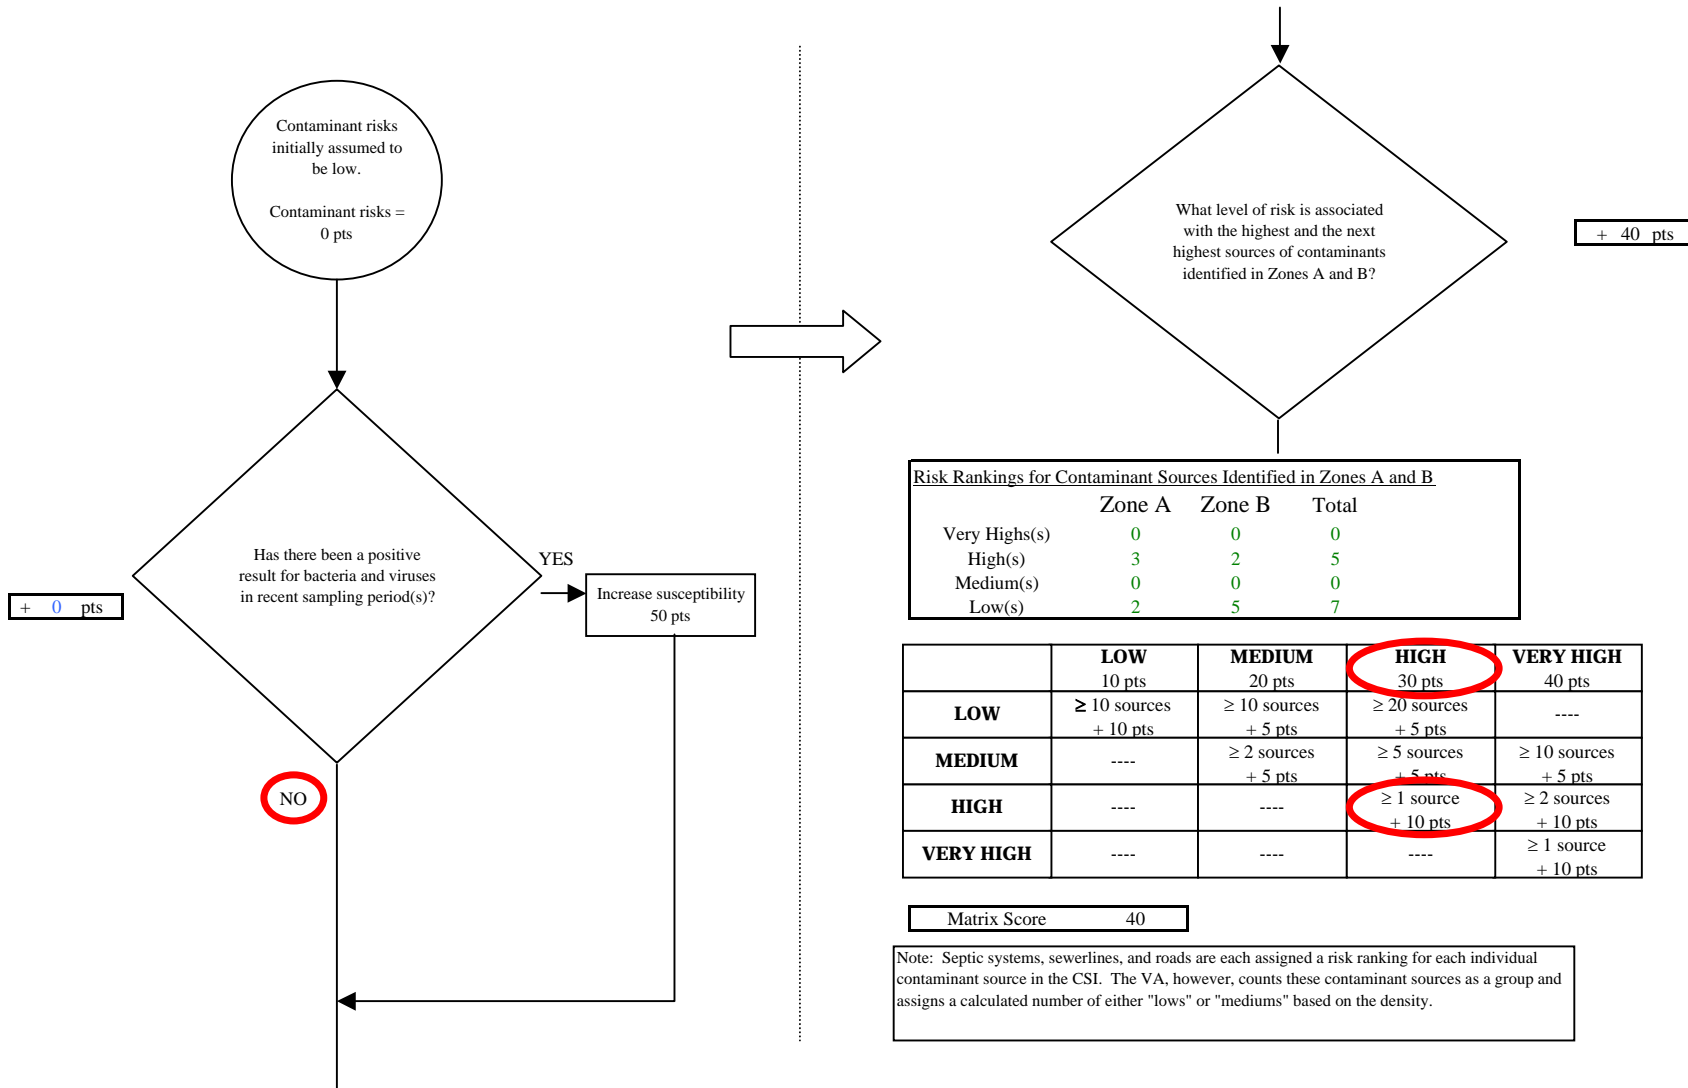 Contaminant risks
initially assumed to
be low.
Contaminant risks =
0 pts
Has there been a positive
result for bacteria and viruses
in recent sampling period(s)?
+ 0 pts
YES
Increase susceptibility
50 pts
NO
What level of risk is associated
with the highest and the next
highest sources of contaminants
identified in Zones A and B?
+ 40 pts
Risk Rankings for Contaminant Sources Identified in Zones A and B
Zone A Zone B Total
Very Highs(s) 0 0 0
High(s) 3 2 5
Medium(s) 0 0 0
Low(s) 2 5 7
LOW MEDIUM HIGH VERY HIGH
10 pts 20 pts 30 pts 40 pts
LOW ≥ 10 sources ≥ 10 sources ≥ 20 sources ----
+ 10 pts + 5 pts + 5 pts
MEDIUM ---- ≥ 2 sources ≥ 5 sources ≥ 10 sources
+ 5 pts + 5 pts + 5 pts
HIGH ---- ---- ≥ 1 source ≥ 2 sources
+ 10 pts + 10 pts
VERY HIGH ---- ---- ---- ≥ 1 source
+ 10 pts
Matrix Score 40
Note: Septic systems, sewerlines, and roads are each assigned a risk ranking for each individual
contaminant source in the CSI. The VA, however, counts these contaminant sources as a group and
assigns a calculated number of either "lows" or "mediums" based on the density.